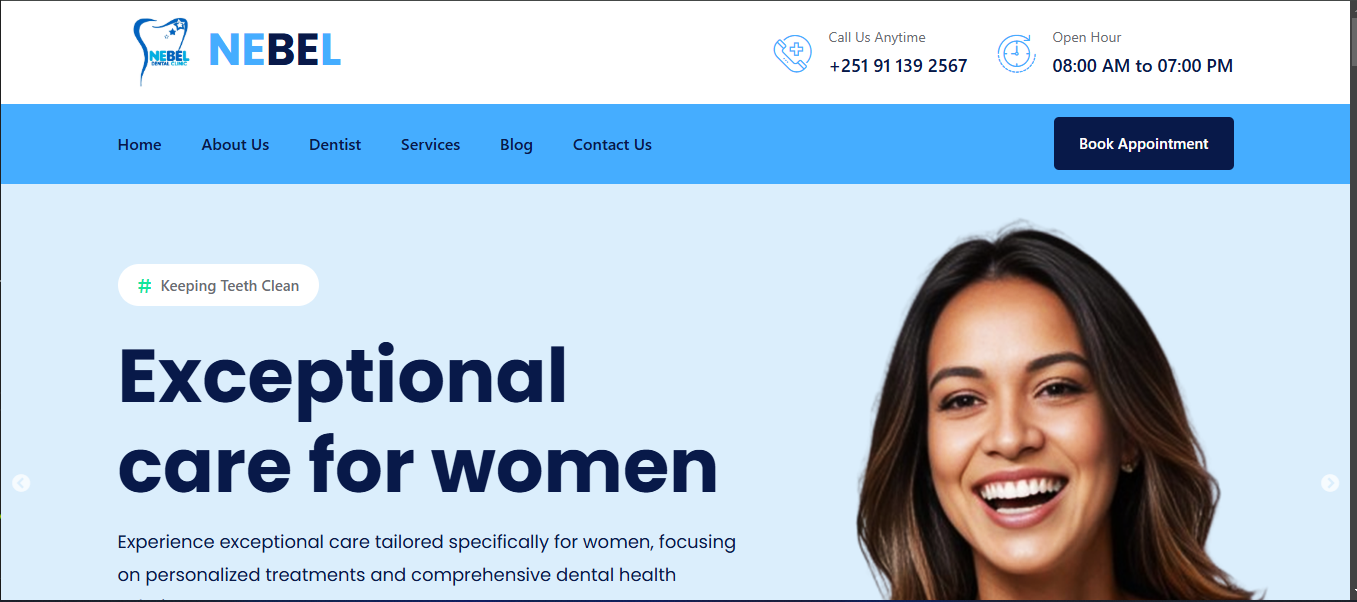 NEBEL
DENTAL CLINIC
NEBEL
Call Us Anytime
+251 91 139 2567
Open Hour
08:00 AM to 07:00 PM
Home
About Us
Dentist
Services
Blog
Contact Us
Book Appointment
# Keeping Teeth Clean
Exceptional
care for women
Experience exceptional care tailored specifically for women, focusing
on personalized treatments and comprehensive dental health